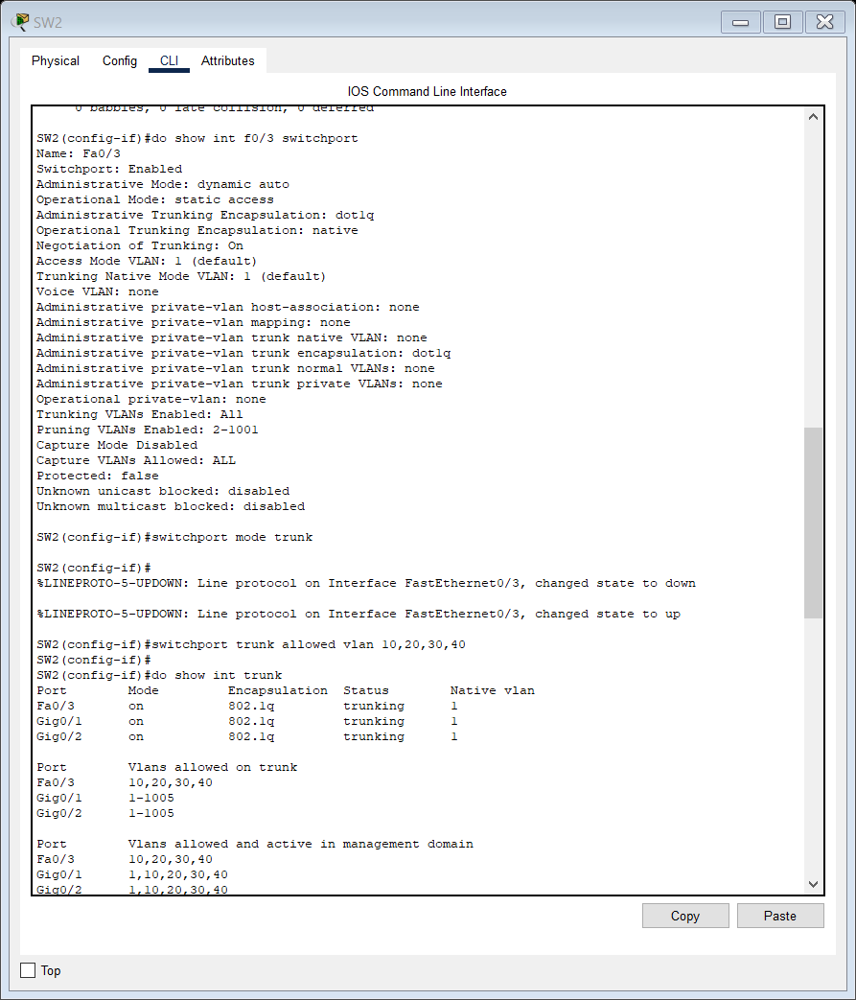 SW2
Physical Config CLI Attributes
IOS Command Line Interface
0 babbles, 0 late collision, 0 deferred
SW2(config-if)#do show int f0/3 switchport
Name: Fa0/3
Switchport: Enabled
Administrative Mode: dynamic auto
Operational Mode: static access
Administrative Trunking Encapsulation: dot1q
Operational Trunking Encapsulation: native
Negotiation of Trunking: On
Access Mode VLAN: 1 (default)
Trunking Native Mode VLAN: 1 (default)
Voice VLAN: none
Administrative private-vlan host-association: none
Administrative private-vlan mapping: none
Administrative private-vlan trunk native VLAN: none
Administrative private-vlan trunk encapsulation: dot1q
Administrative private-vlan trunk normal VLANs: none
Administrative private-vlan trunk private VLANs: none
Operational private-vlan: none
Trunking VLANs Enabled: All
Pruning VLANs Enabled: 2-1001
Capture Mode Disabled
Capture VLANs Allowed: ALL
Protected: false
Unknown unicast blocked: disabled
Unknown multicast blocked: disabled
SW2(config-if)#switchport mode trunk
SW2(config-if)#
%LINEPROTO-5-UPDOWN: Line protocol on Interface FastEthernet0/3, changed state to down
%LINEPROTO-5-UPDOWN: Line protocol on Interface FastEthernet0/3, changed state to up
SW2(config-if)#switchport trunk allowed vlan 10,20,30,40
SW2(config-if)#
SW2(config-if)#do show int trunk
Port Mode Encapsulation Status Native vlan
Fa0/3 on 802.1q trunking 1
Gig0/1 on 802.1q trunking 1
Gig0/2 on 802.1q trunking 1
Port Vlans allowed on trunk
Fa0/3 10,20,30,40
Gig0/1 1-1005
Gig0/2 1-1005
Port Vlans allowed and active in management domain
Fa0/3 10,20,30,40
Gig0/1 1,10,20,30,40
Gig0/2 1,10,20,30,40
Copy Paste
Top